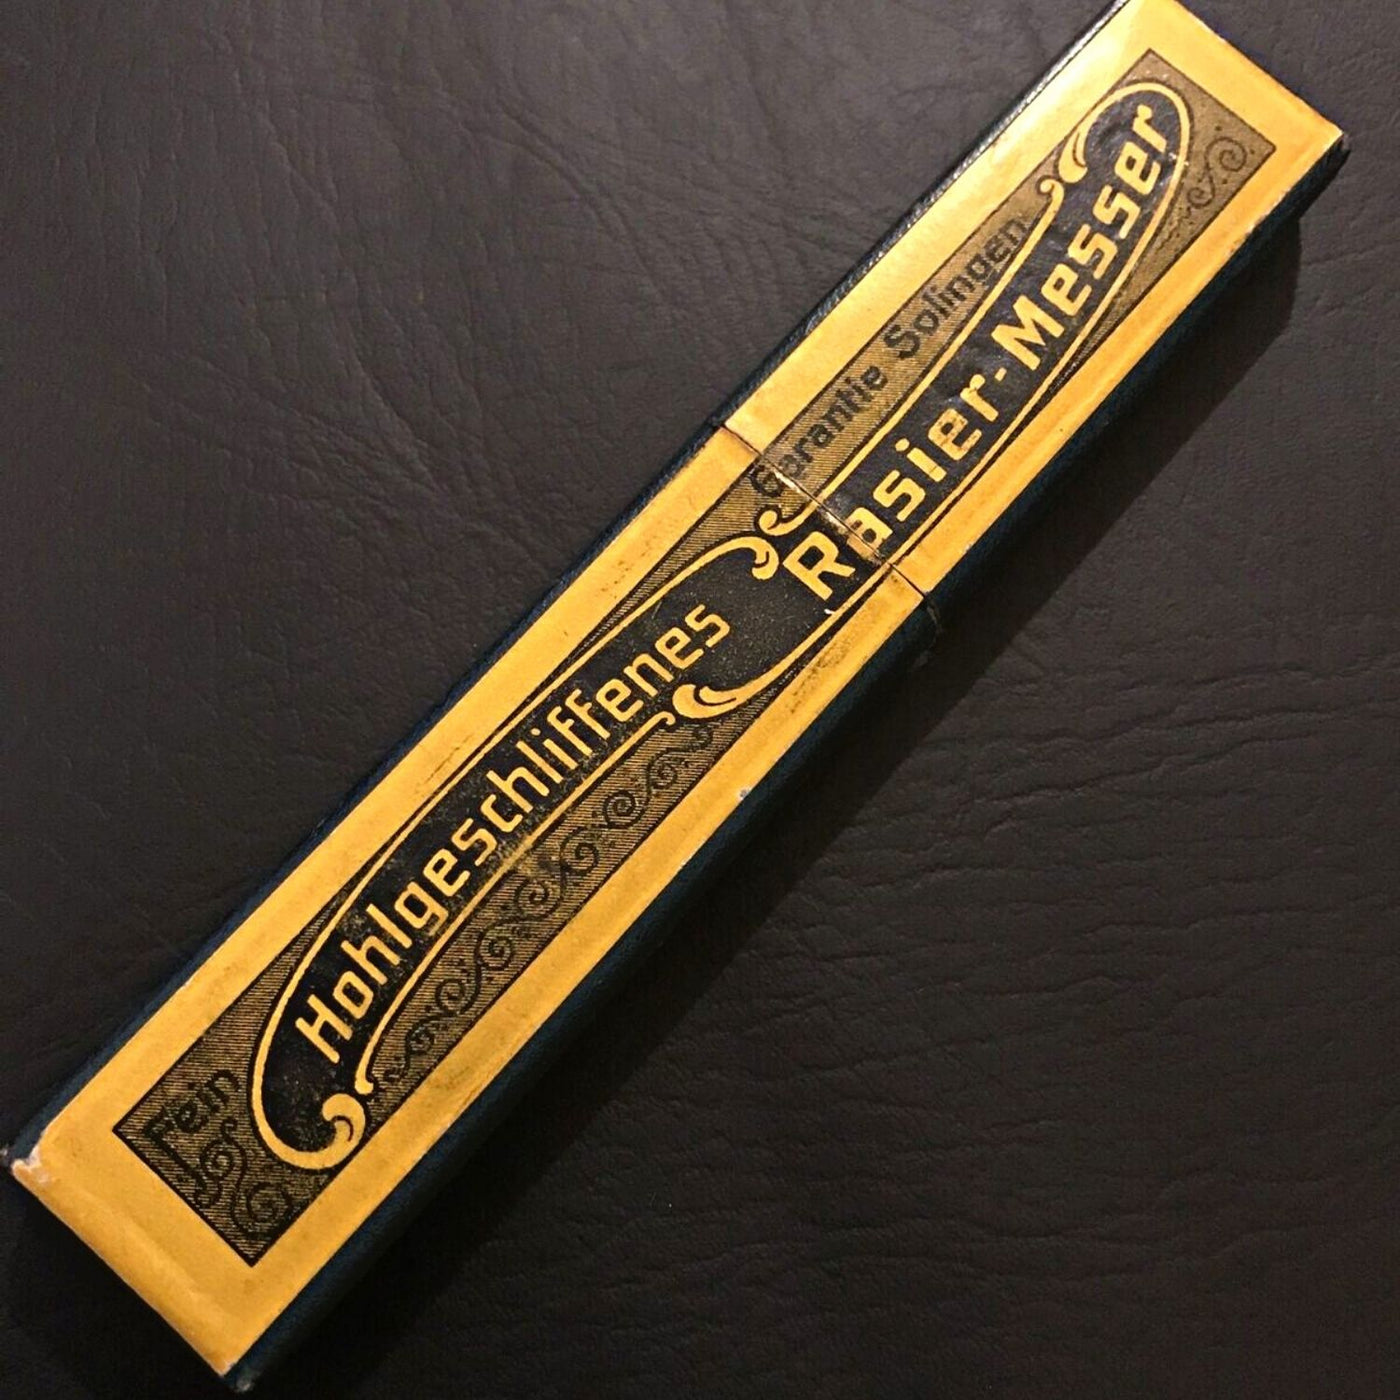 Fein
Hohlgeschliffenes
Rasier-Messer
Garantie Solingen